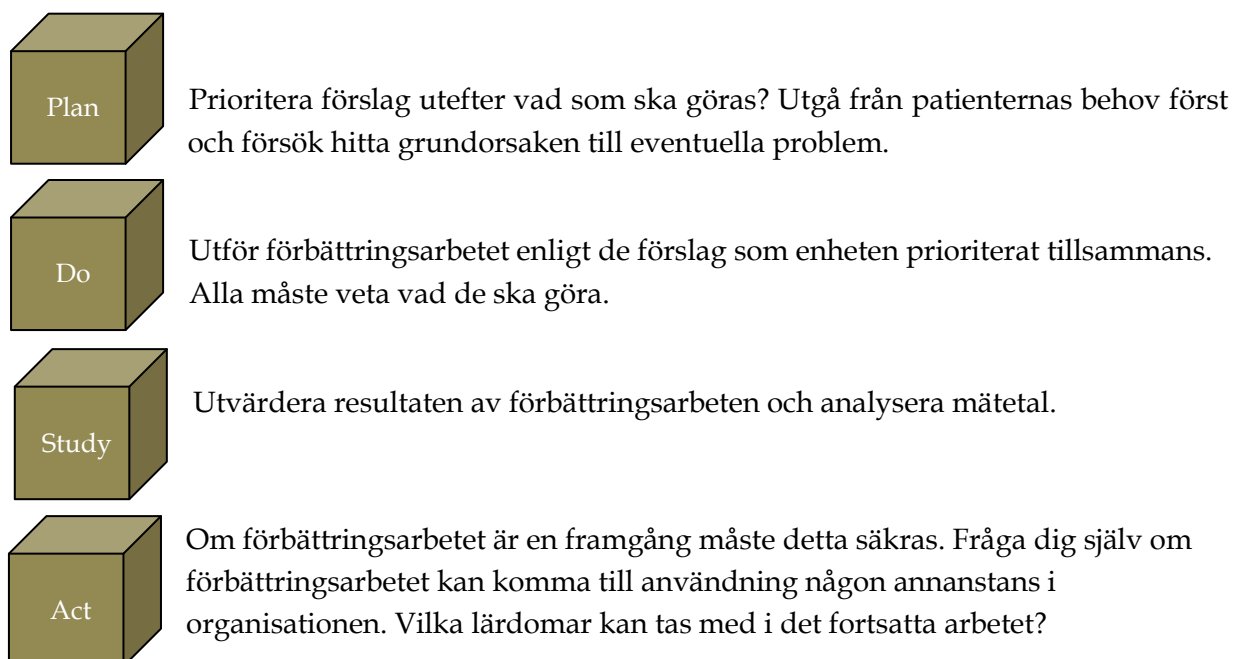 Plan
Prioritera förslag utefter vad som ska göras? Utgå från patienternas behov först
och försök hitta grundorsaken till eventuella problem.
Do
Utför förbättringsarbetet enligt de förslag som enheten prioriterat tillsammans.
Alla måste veta vad de ska göra.
Study
Utvärdera resultaten av förbättringsarbeten och analysera mätetal.
Act
Om förbättringsarbetet är en framgång måste detta säkras. Fråga dig själv om
förbättringsarbetet kan komma till användning någon annanstans i
organisationen. Vilka lärdomar kan tas med i det fortsatta arbetet?